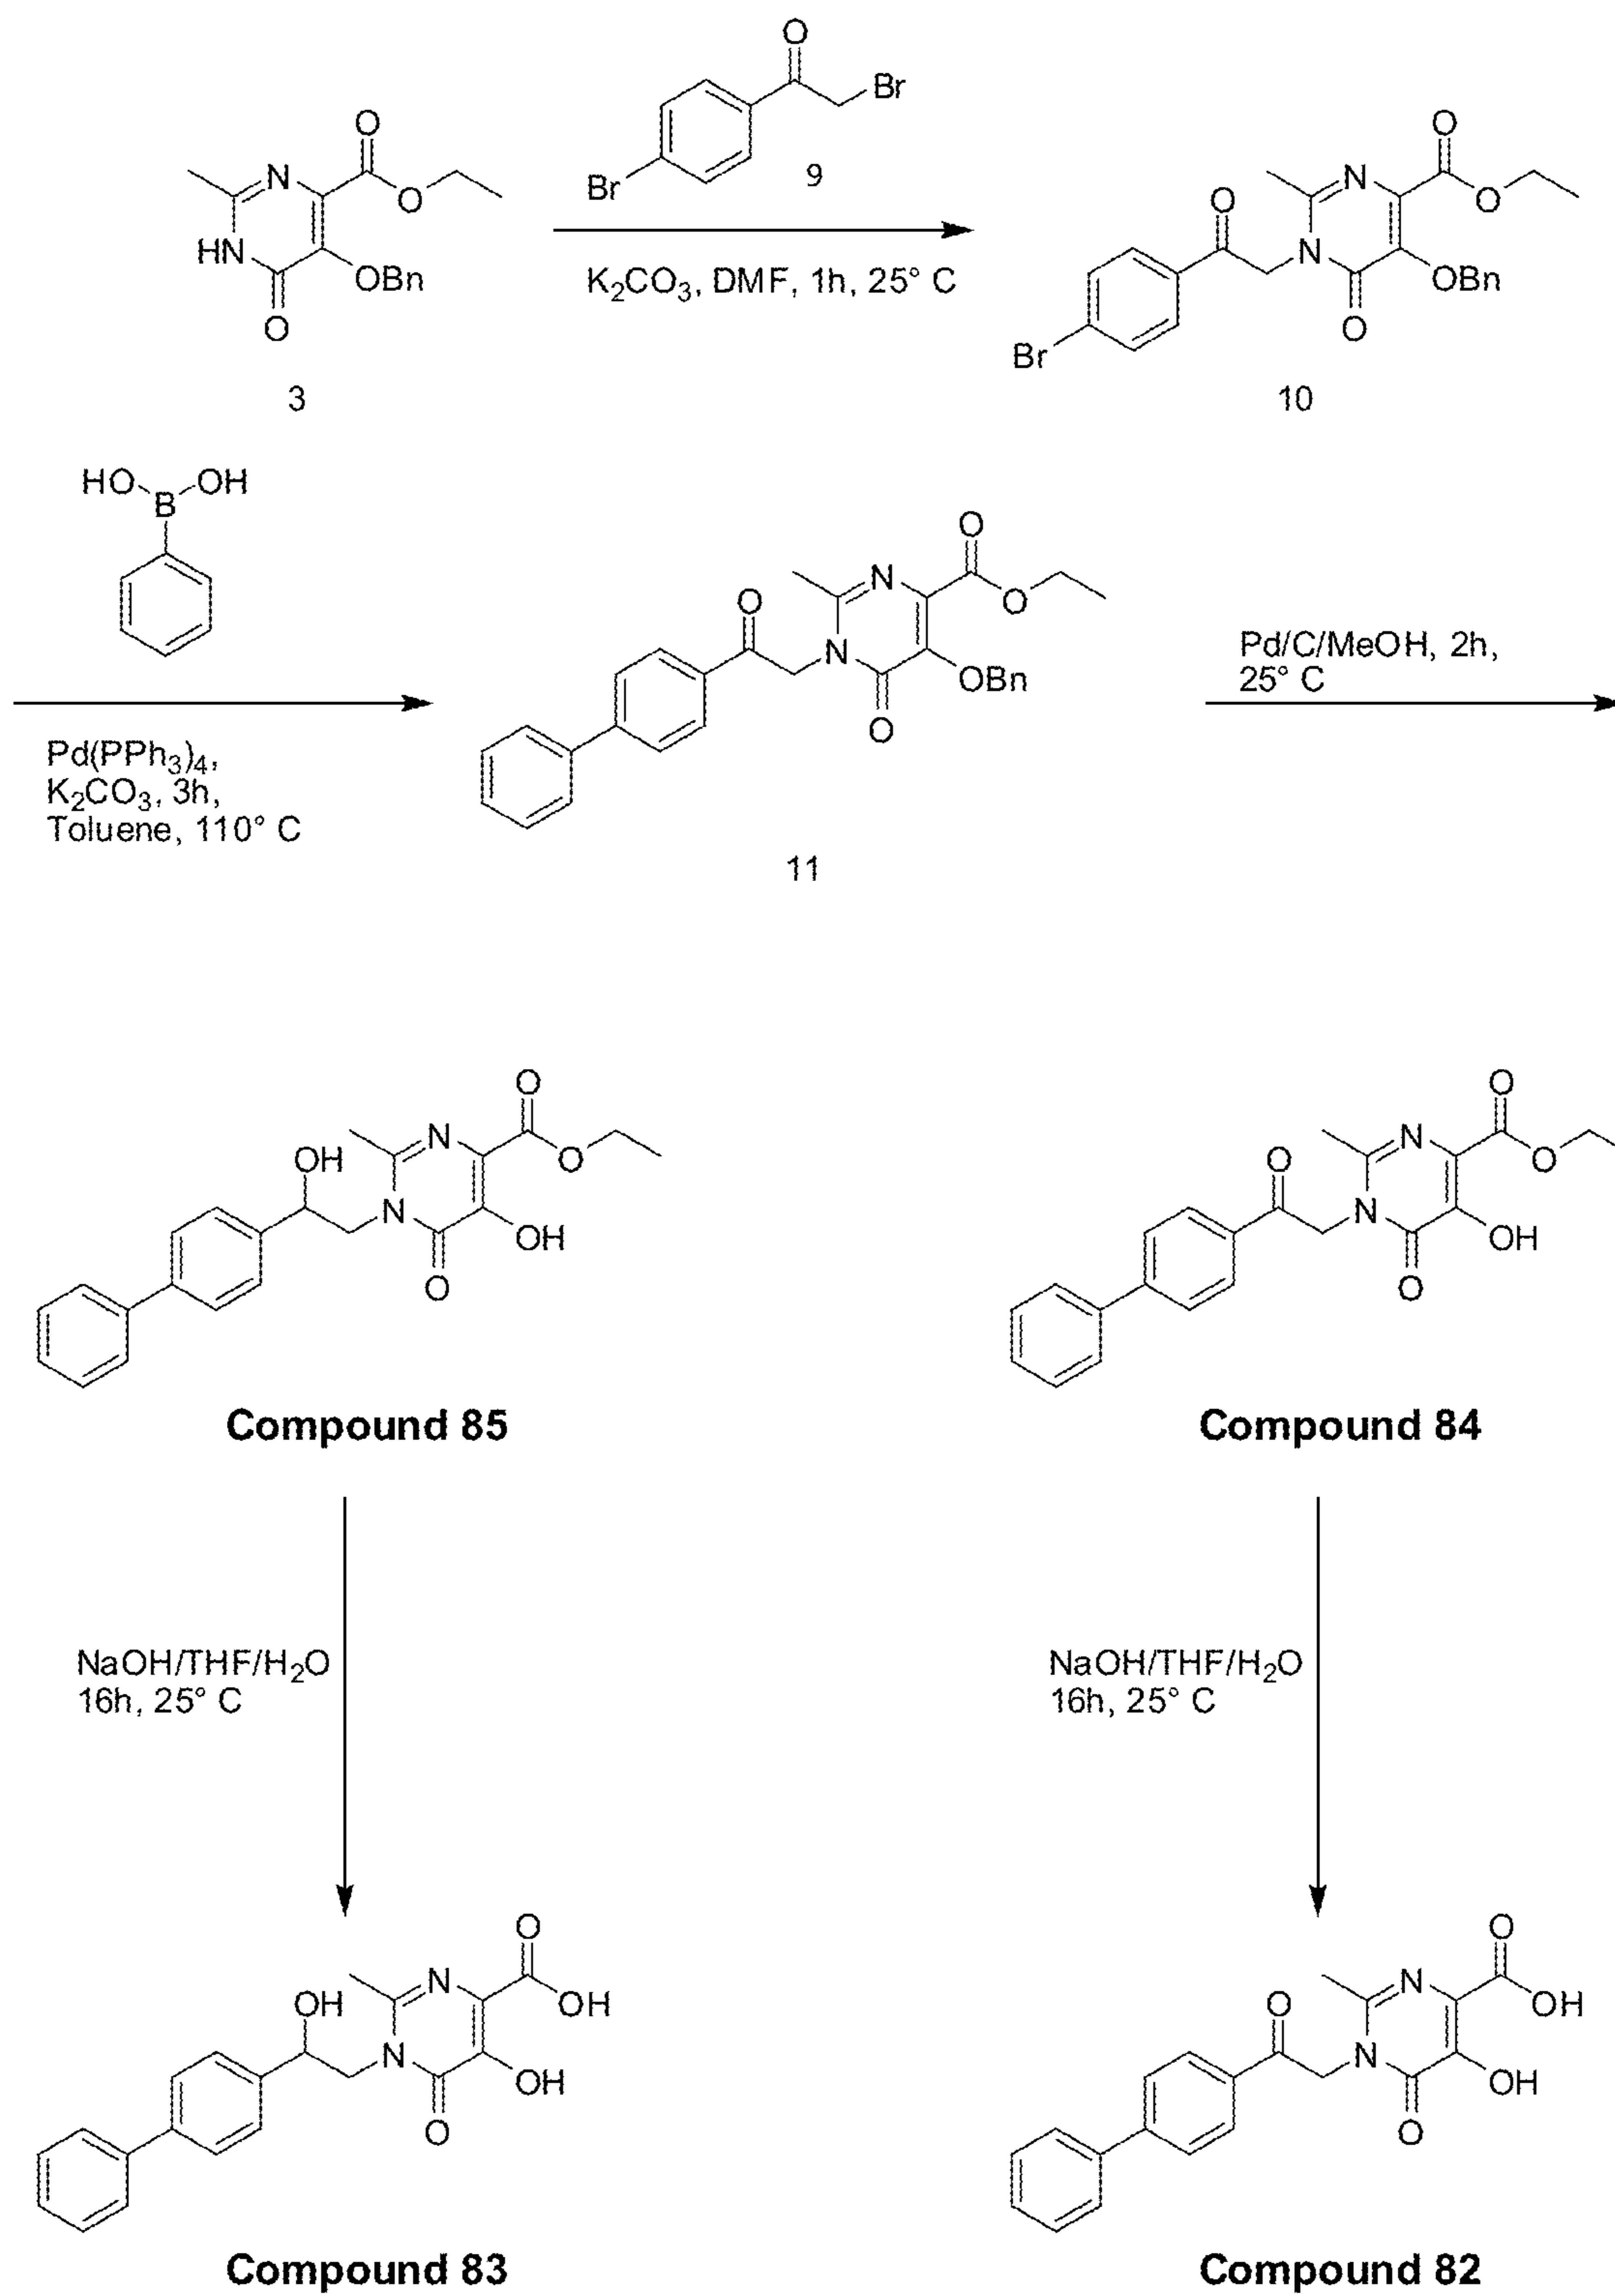 O
Br
Br
9
O
N
O
HN
OBn
O
3
K₂CO₃, DMF, 1h, 25° C
O
N
O
O
N
OBn
O
Br
10
HO OH
B
Pd(PPh₃)₄,
K₂CO₃, 3h,
Toluene, 110° C
O
N
O
O
N
OBn
O
11
Pd/C/MeOH, 2h,
25° C
O
N
OH
O
N
OH
O
Compound 85
O
N
O
O
N
OH
O
Compound 84
NaOH/THF/H₂O
16h, 25° C
NaOH/THF/H₂O
16h, 25° C
O
N
OH
OH
N
OH
O
Compound 83
O
N
O
OH
N
OH
O
Compound 82